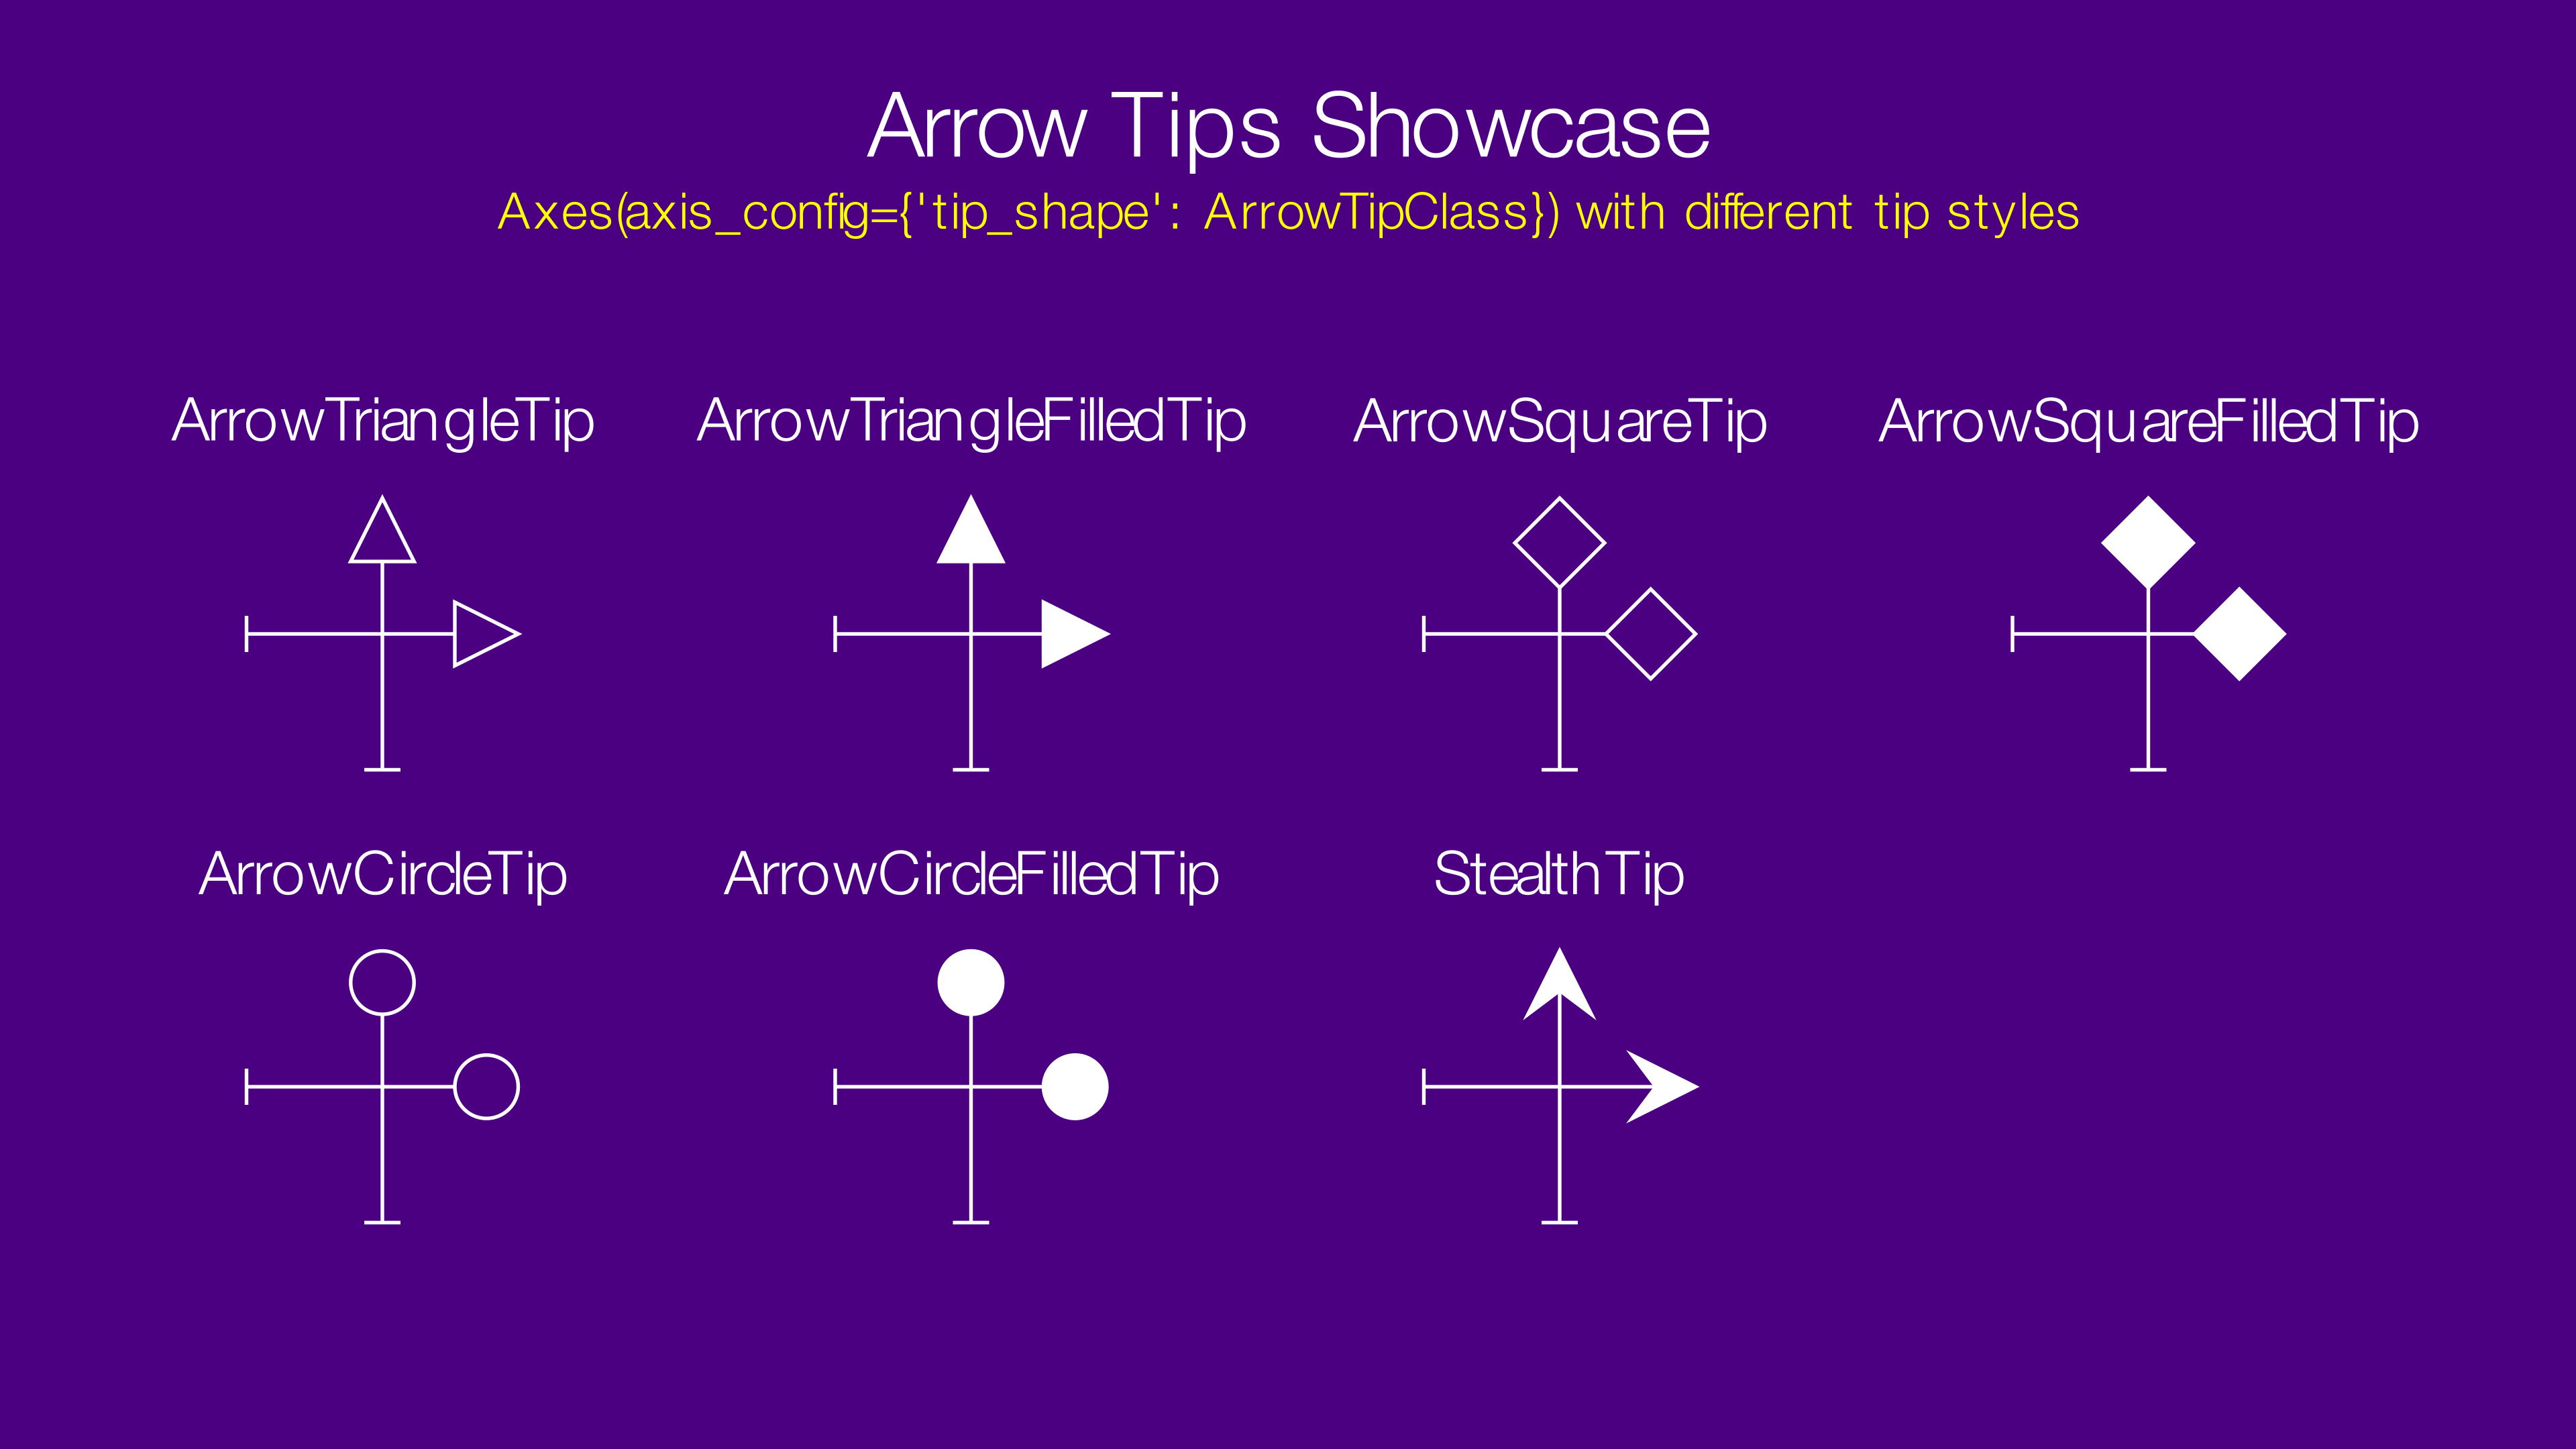 Arrow Tips Showcase
Axes(axis_config={'tip_shape': ArrowTipClass}) with different tip styles
ArrowTriangleTip
ArrowTriangleFilledTip
ArrowSquareTip
ArrowSquareFilledTip
ArrowCircleTip
ArrowCircleFilledTip
StealthTip